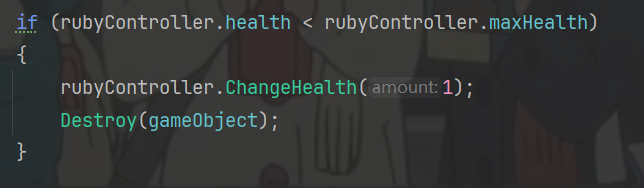 if (rubyController.health < rubyController.maxHealth)
{
    rubyController.ChangeHealth(amount: 1);
    Destroy(gameObject);
}